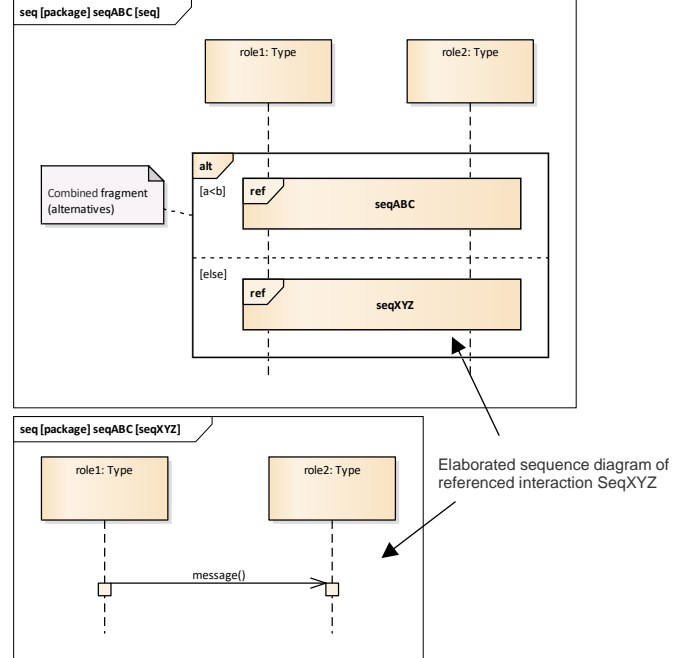 seq [package] seqABC [seq]
role1: Type
role2: Type
alt
[a<b]
ref
seqABC
Combined fragment
(alternatives)
[else]
ref
seqXYZ
seq [package] seqABC [seqXYZ]
role1: Type
role2: Type
message()
Elaborated sequence diagram of
referenced interaction SeqXYZ